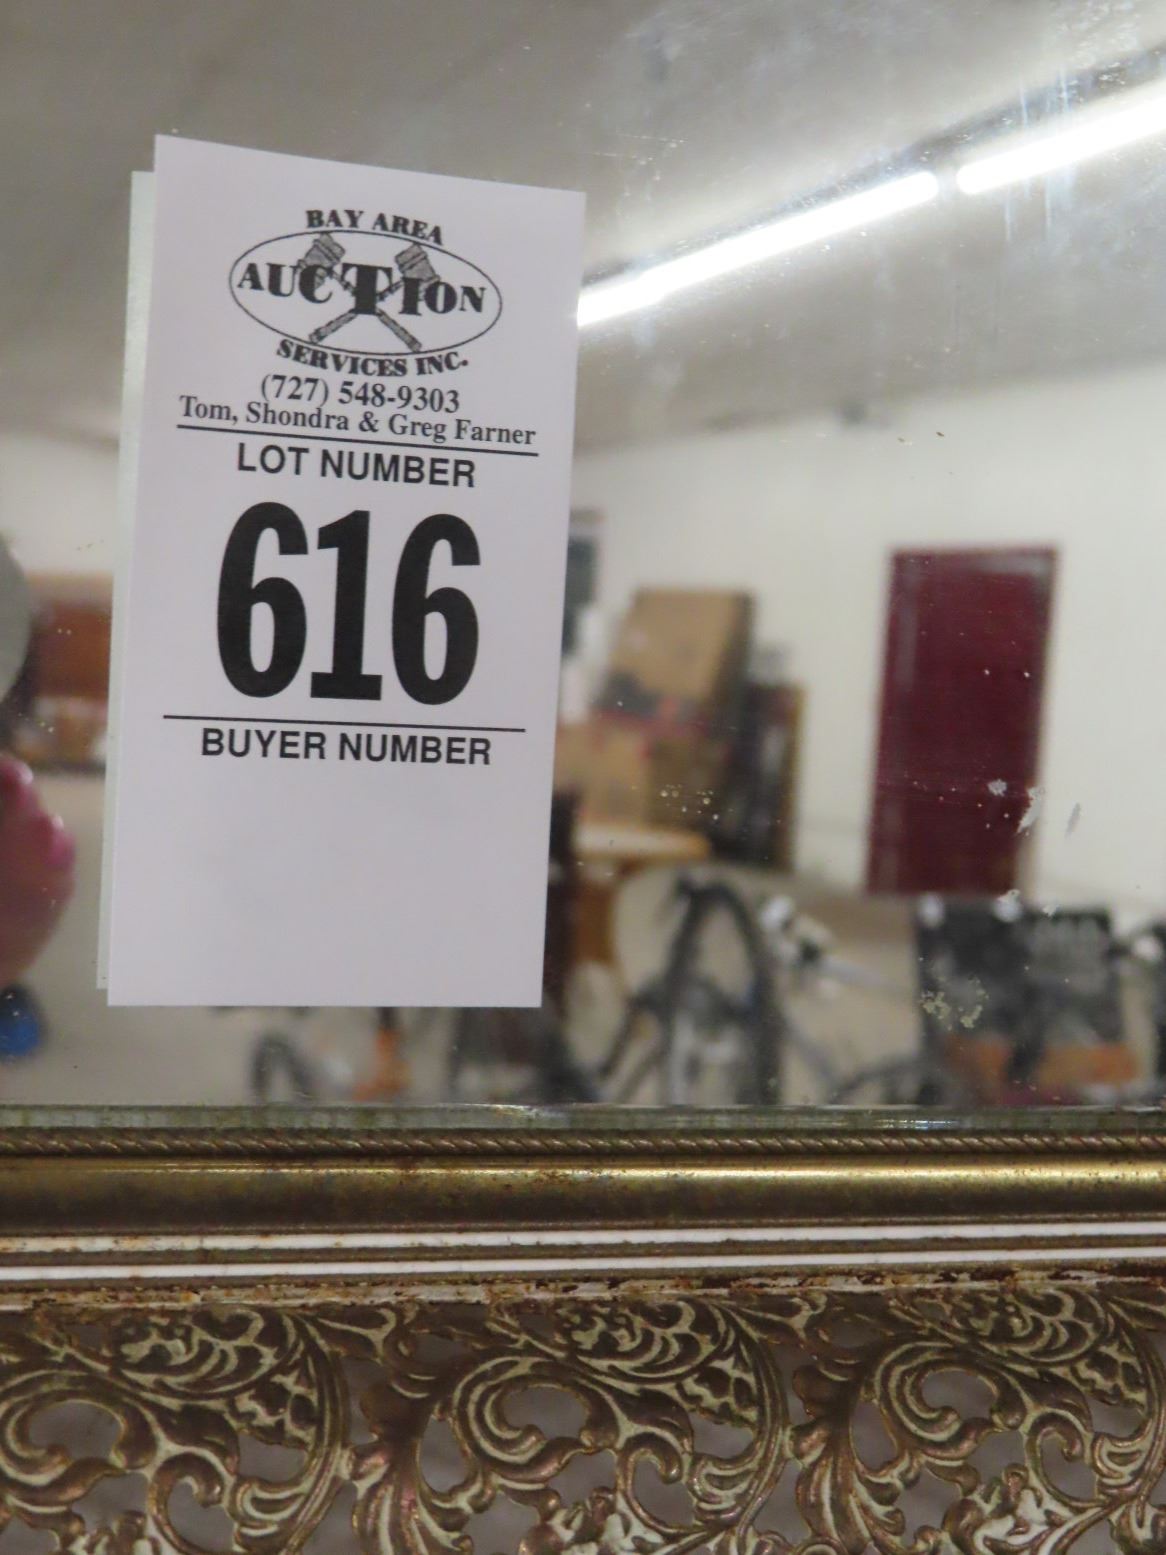 BAY AREA
AUCTION
SERVICES INC.
(727) 548-9303
Tom, Shondra & Greg Farner
LOT NUMBER
616
BUYER NUMBER